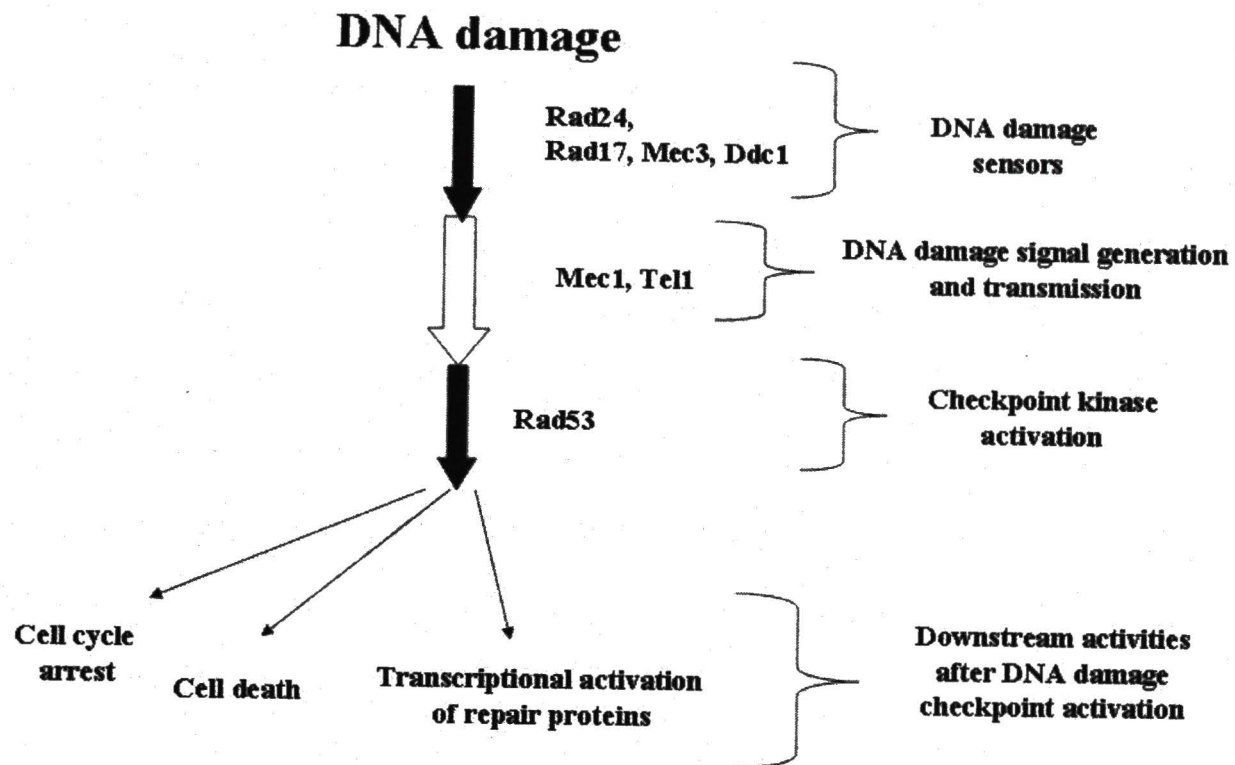 DNA damage
Rad24,
Rad17, Mec3, Ddc1
DNA damage
sensors
Mec1, Tel1
DNA damage signal generation
and transmission
Rad53
Checkpoint kinase
activation
Cell cycle
arrest
Cell death
Transcriptional activation
of repair proteins
Downstream activities
after DNA damage
checkpoint activation